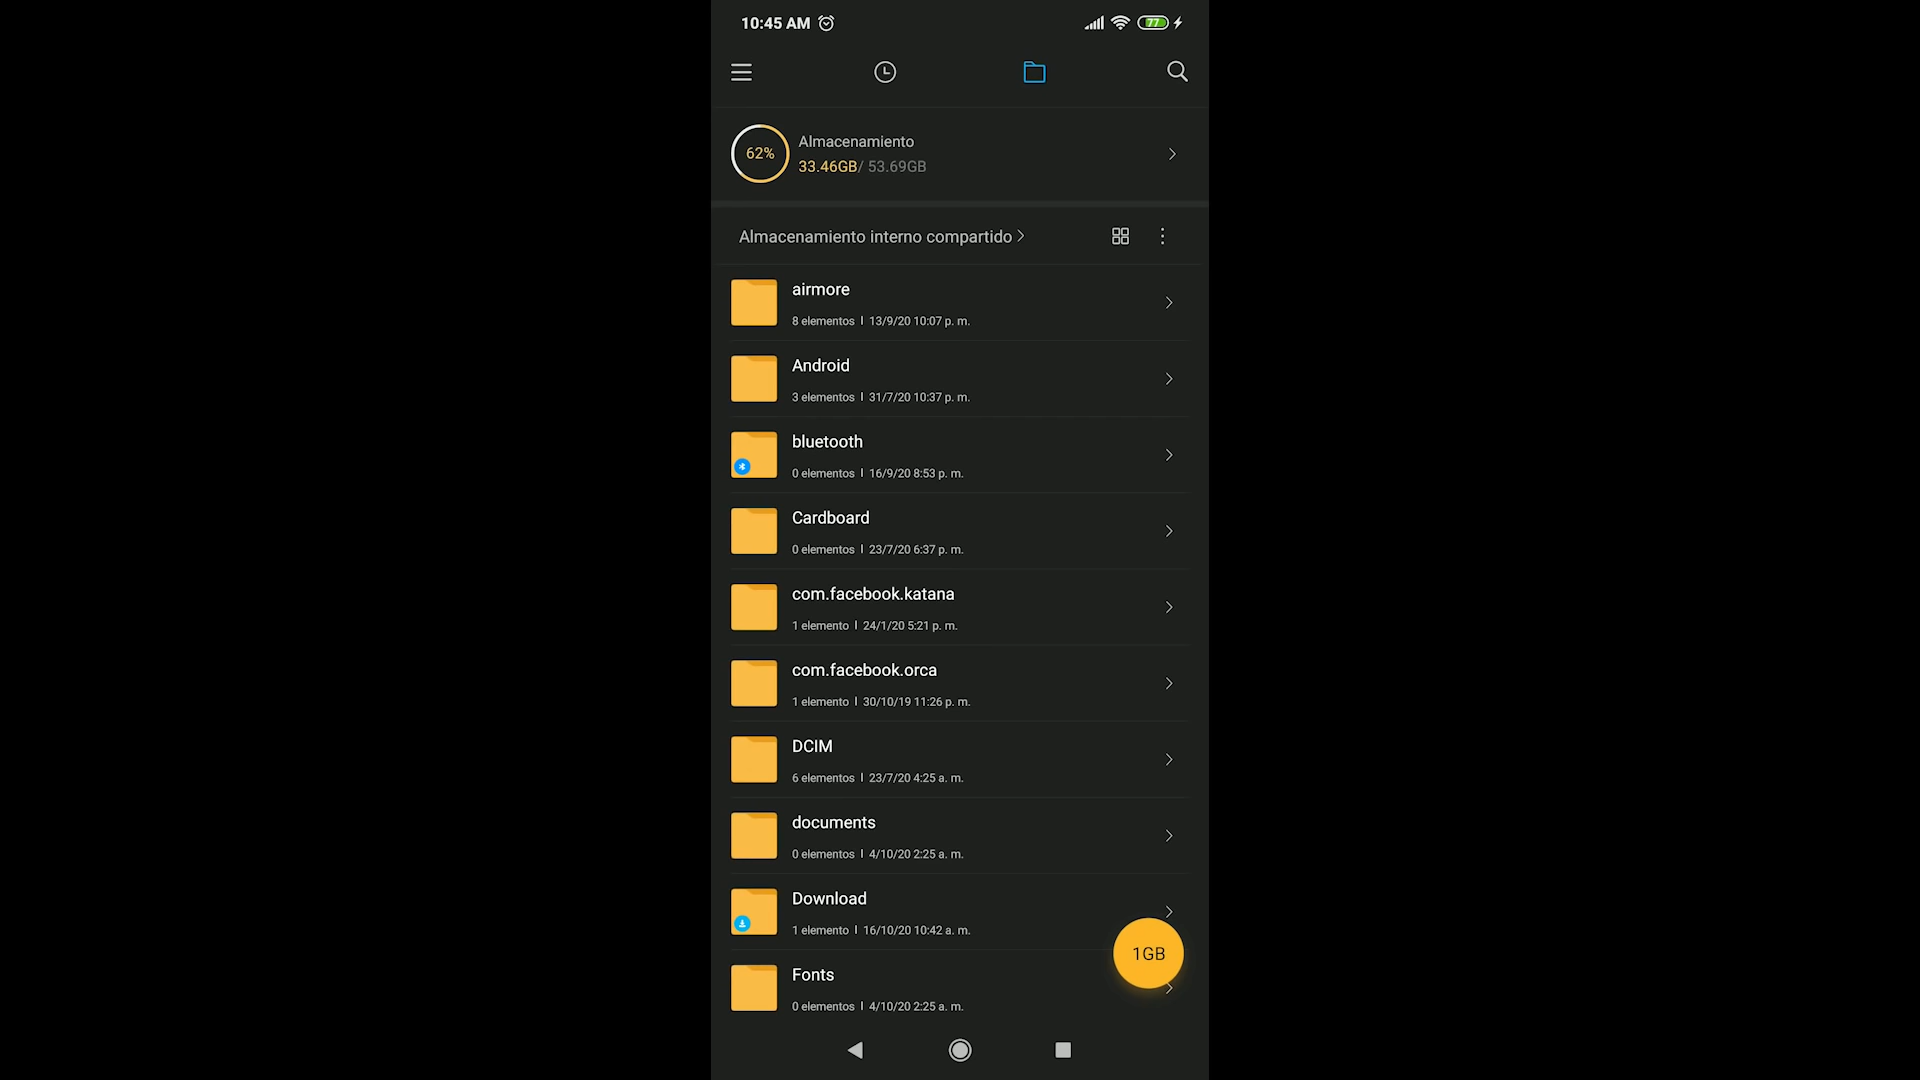 10:45 AM
77
62%
Almacenamiento
33.46GB/ 53.69GB
Almacenamiento interno compartido
airmore
8 elementos | 13/9/20 10:07 p. m.
Android
3 elementos | 31/7/20 10:37 p. m.
bluetooth
0 elementos | 16/9/20 8:53 p. m.
Cardboard
0 elementos | 23/7/20 6:37 p. m.
com.facebook.katana
1 elemento | 24/1/20 5:21 p. m.
com.facebook.orca
1 elemento | 30/10/19 11:26 p. m.
DCIM
6 elementos | 23/7/20 4:25 a. m.
documents
0 elementos | 4/10/20 2:25 a. m.
Download
1 elemento | 16/10/20 10:42 a. m.
1GB
Fonts
0 elementos | 4/10/20 2:25 a. m.